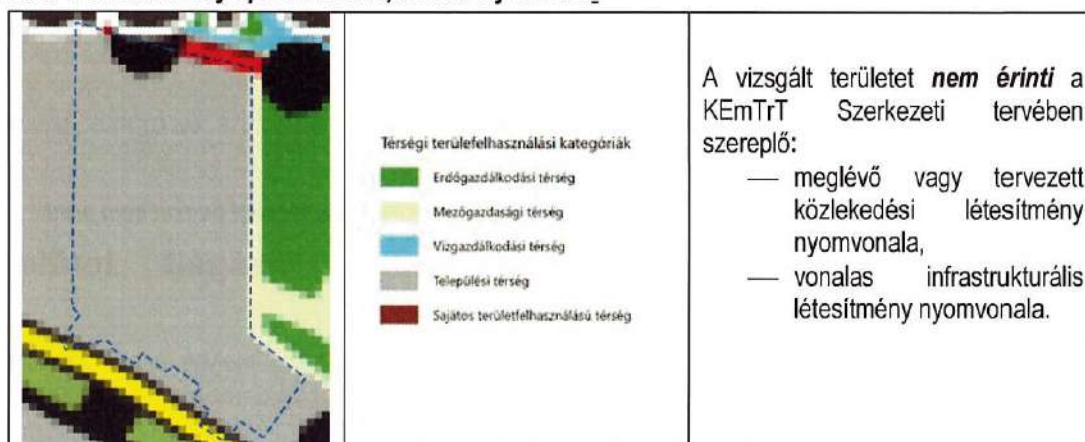 Térségi terülefelhasználási kategóriák
Erdőgazdálkodási térség
Mezőgazdasági térség
Vízgazdálkodási térség
Települési térség
Sajátos területfelhasználású térség
A vizsgált területet nem érinti a
KEmTrT Szerkezeti tervében
szereplő:
— meglévő vagy tervezett
közlekedési létesítmény
nyomvonala,
— vonalas infrastrukturális
létesítmény nyomvonala.